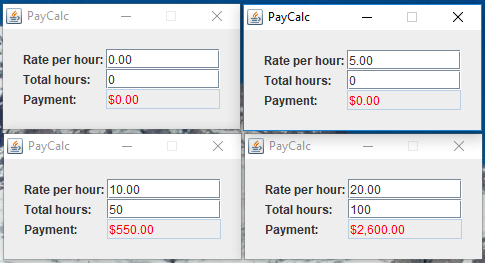 PayCalc
Rate per hour: 0.00
Total hours: 0
Payment: $0.00
PayCalc
Rate per hour: 5.00
Total hours: 0
Payment: $0.00
PayCalc
Rate per hour: 10.00
Total hours: 50
Payment: $550.00
PayCalc
Rate per hour: 20.00
Total hours: 100
Payment: $2,600.00